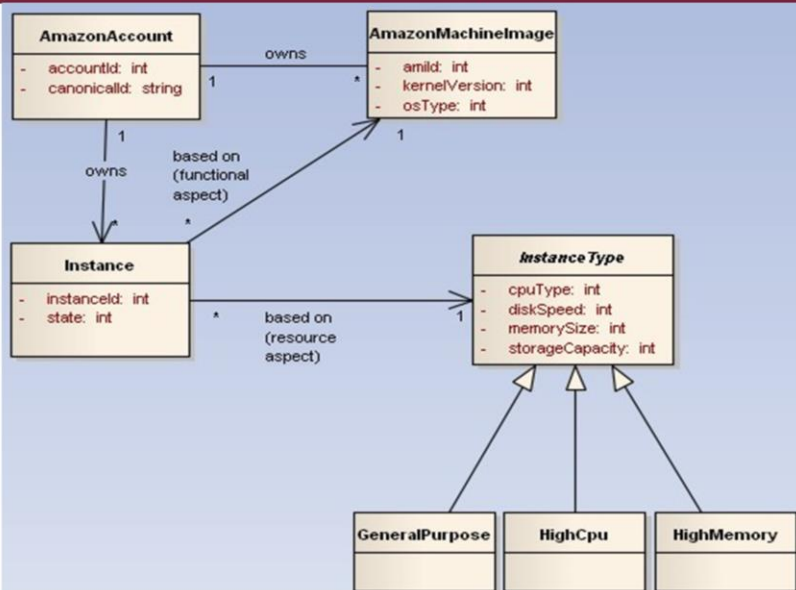 AmazonAccount
- accountId: int
- canonicalId: string
AmazonMachineImage
- amiId: int
- kernelVersion: int
- osType: int
owns
1
*
1
owns
*
based on
(functional
aspect)
*
1
Instance
- instanceId: int
- state: int
*
based on
(resource
aspect)
1
InstanceType
- cpuType: int
- diskSpeed: int
- memorySize: int
- storageCapacity: int
GeneralPurpose
HighCpu
HighMemory